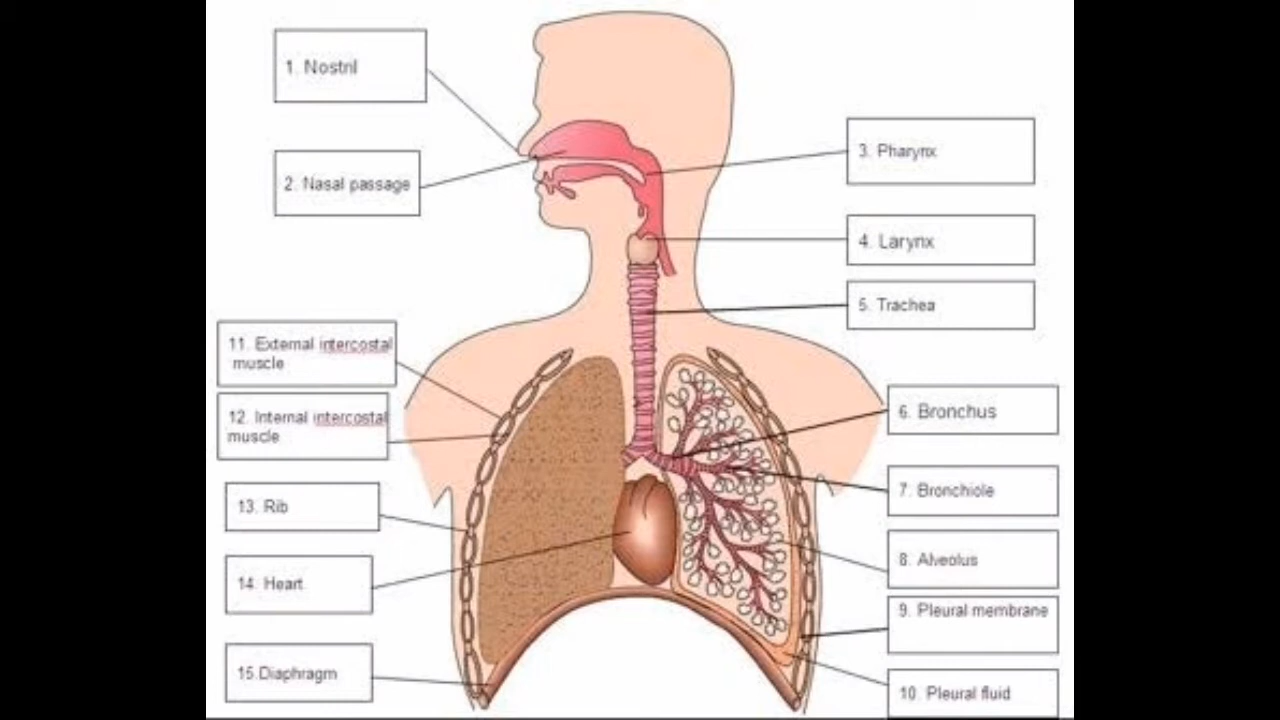 1. Nostril
2. Nasal passage
3. Pharynx
4. Larynx
5. Trachea
11. External intercostal
muscle
12. Internal intercostal
muscle
13. Rib
14. Heart
15.Diaphragm
6. Bronchus
7. Bronchiole
8. Alveolus
9. Pleural membrane
10. Pleural fluid